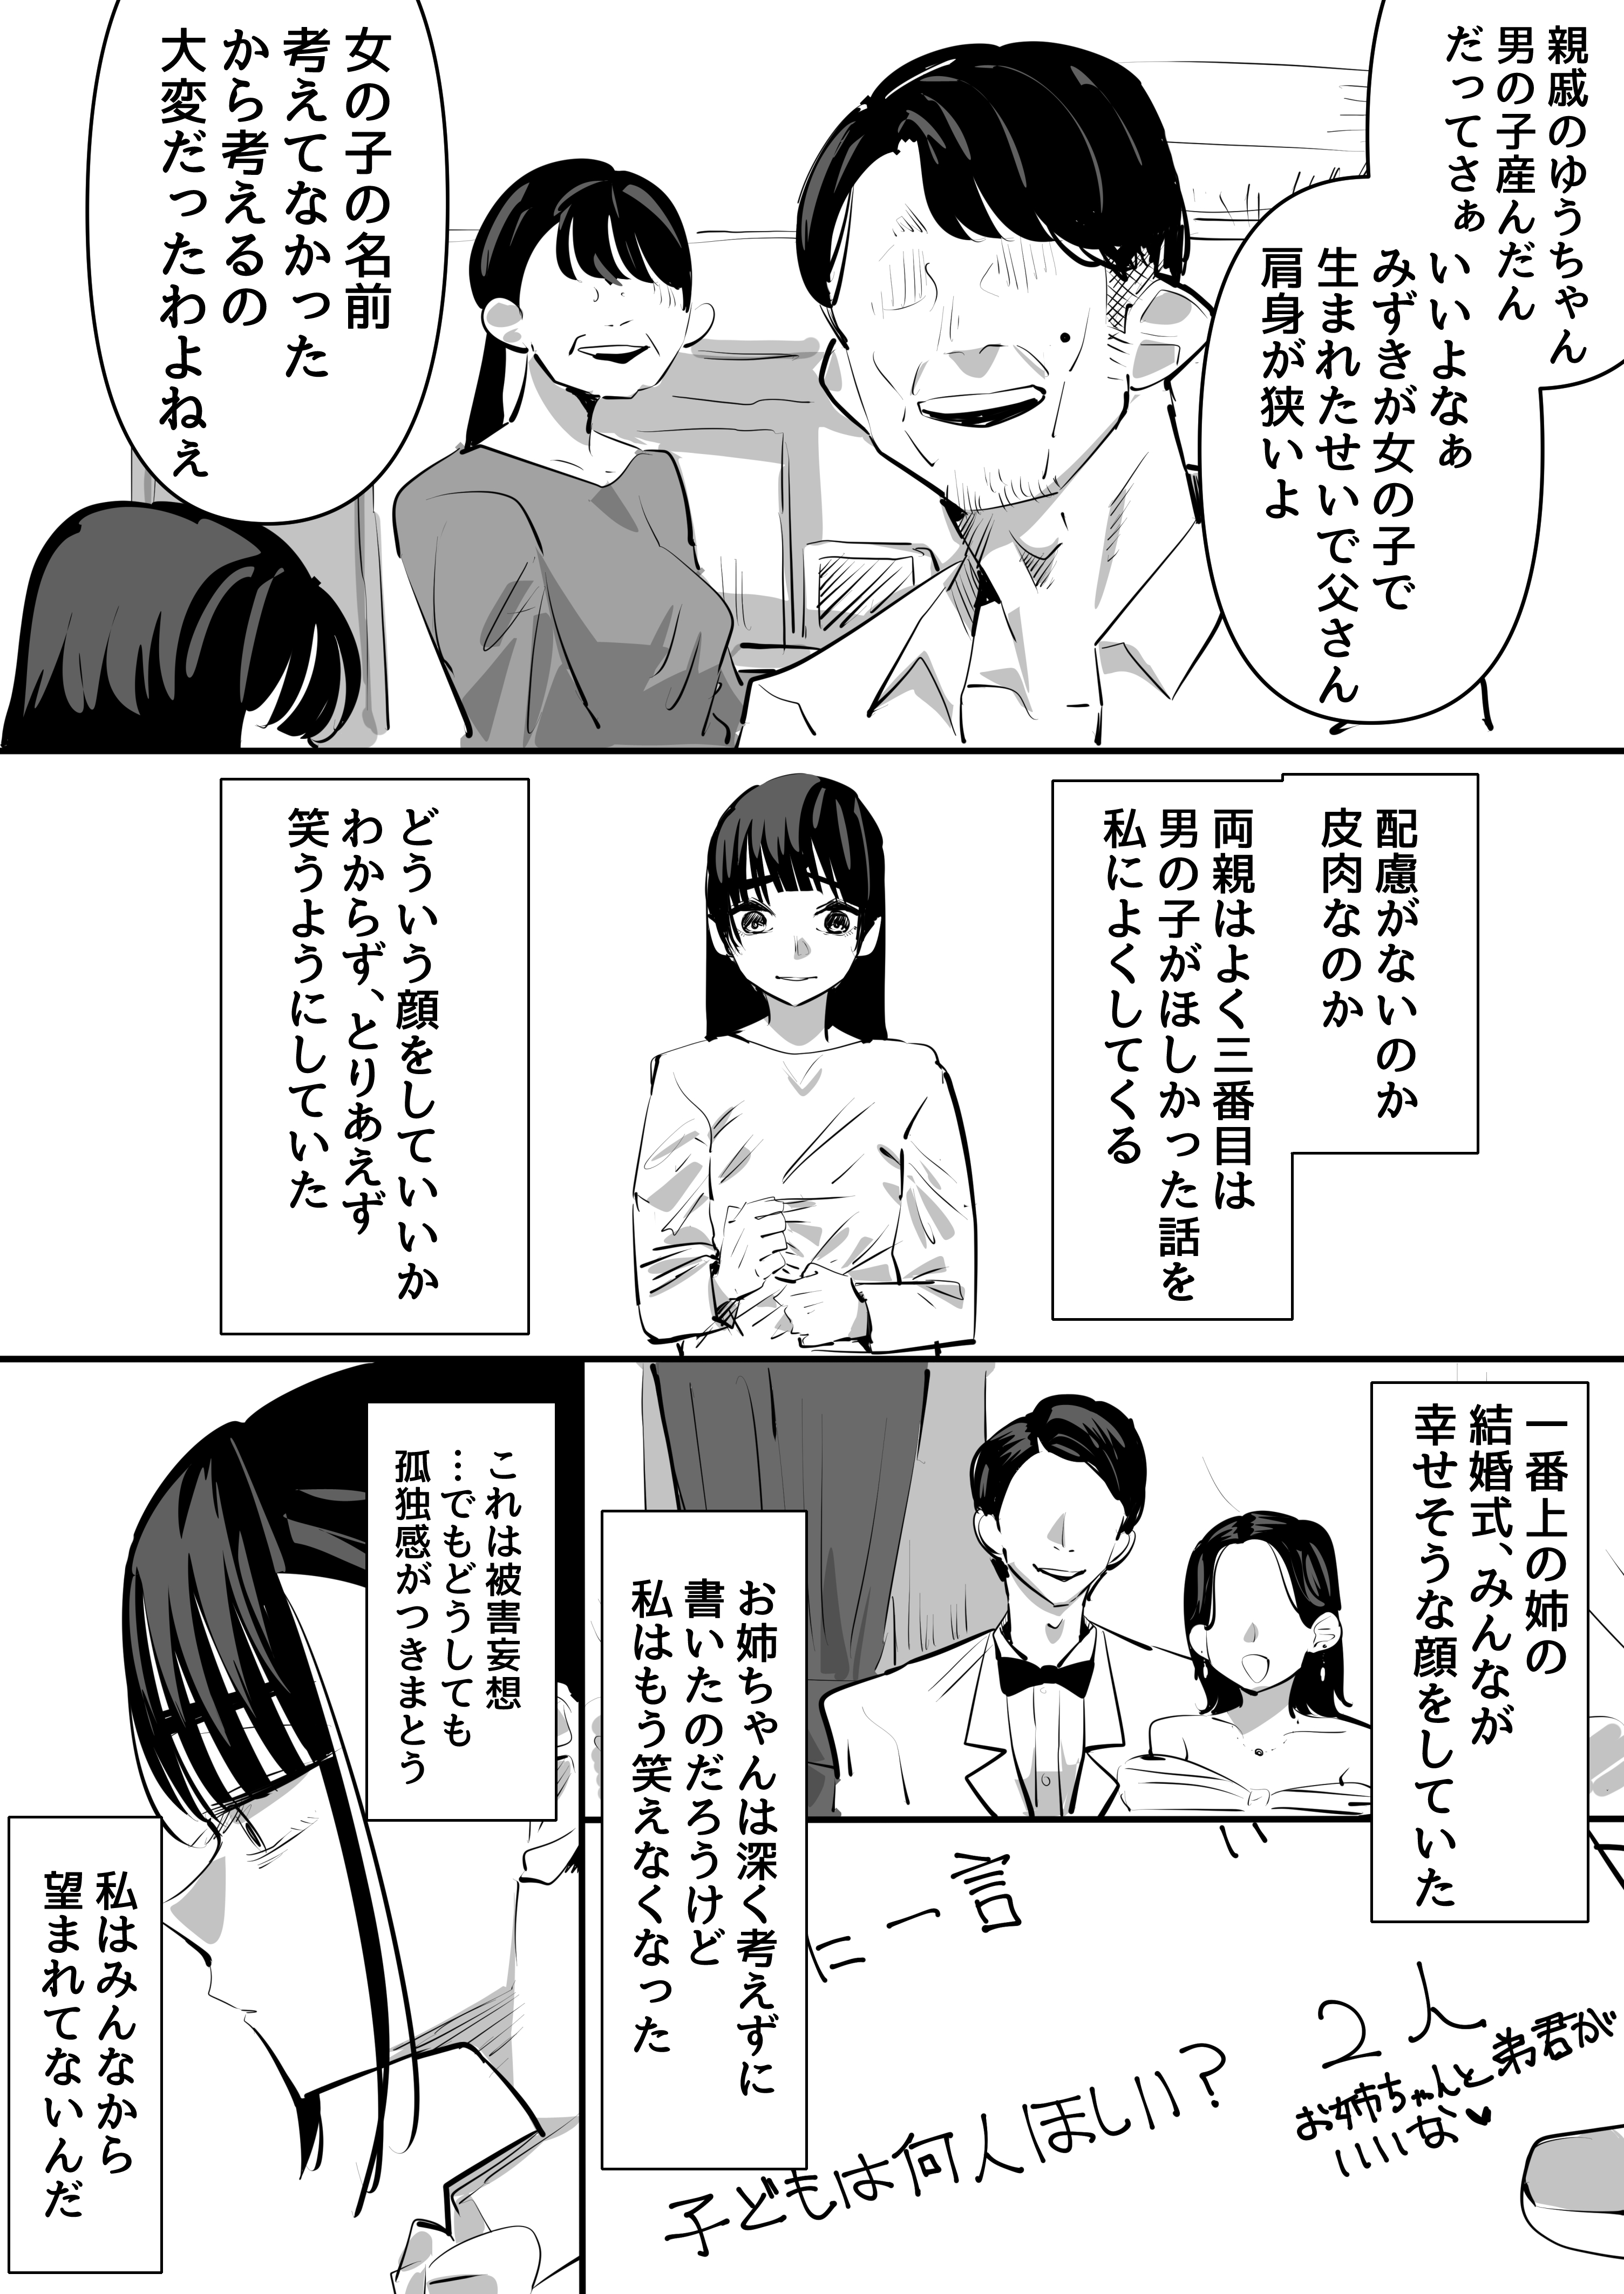 親戚のゆうちゃん
男の子産んだん
だってさぁ
いいよなぁ
みずきが女の子で
生まれたせいで父さん
肩身が狭いよ
女の子の名前
考えてなかった
から考えるの
大変だったわよねぇ
配慮がないのか
皮肉なのか
両親はよく三番目は
男の子がほしかった話を
私によくしてくる
どういう顔をしていいか
わからず、とりあえず
笑うようにしていた
一番上の姉の
結婚式、みんなが
幸せそうな顔をしていた
に一言
子どもは何人ほしい？
2人
お姉ちゃんと弟君が
いいな♥
お姉ちゃんは深く考えずに
書いたのだろうけど
私はもう笑えなくなった
これは被害妄想
…でもどうしても
孤独感がつきまとう
私はみんなから
望まれてないんだ